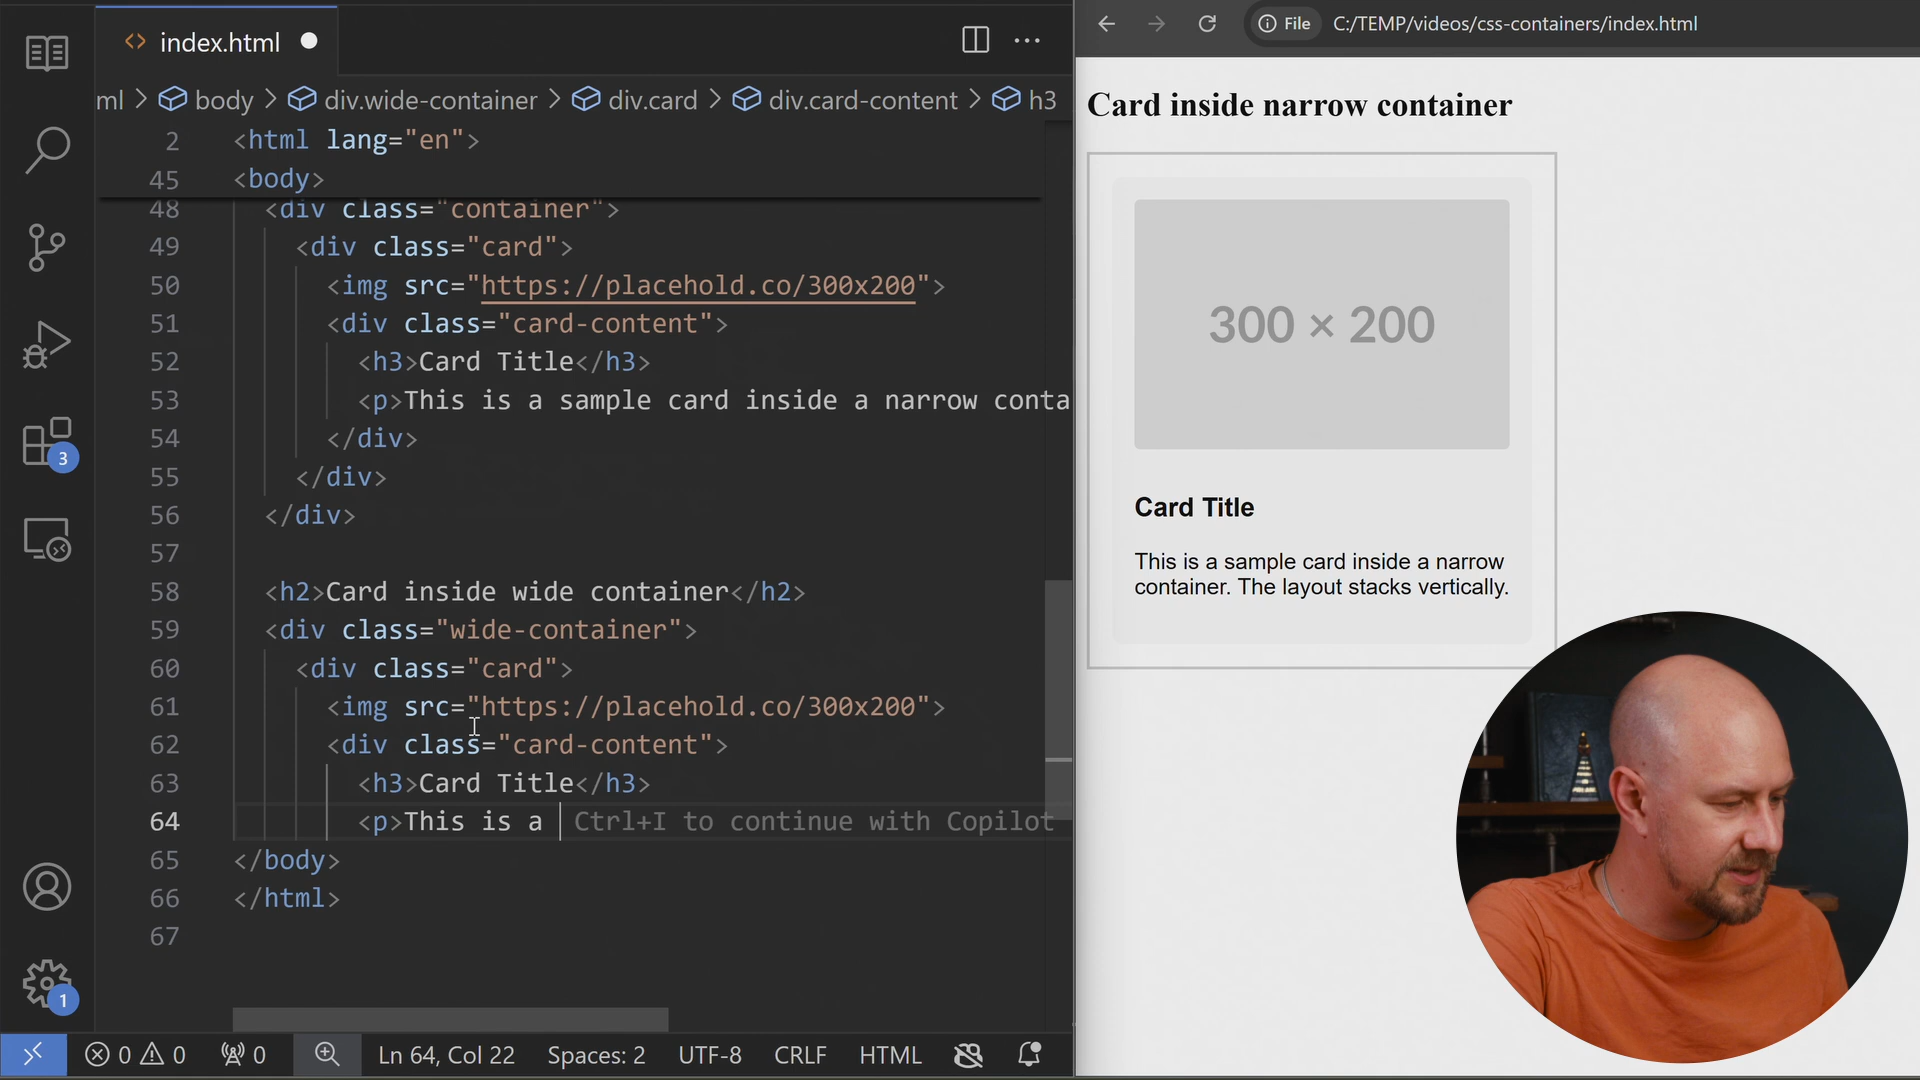 index.html
ml > body > div.wide-container > div.card > div.card-content > h3
2 <html lang="en">
45 <body>
48 <div class="container">
49 <div class="card">
50 <img src="https://placehold.co/300x200">
51 <div class="card-content">
52 <h3>Card Title</h3>
53 <p>This is a sample card inside a narrow conta
54 </div>
55 </div>
56 </div>
57
58 <h2>Card inside wide container</h2>
59 <div class="wide-container">
60 <div class="card">
61 <img src="https://placehold.co/300x200">
62 <div class="card-content">
63 <h3>Card Title</h3>
64 <p>This is a Ctrl+I to continue with Copilot
65 </body>
66 </html>
67
3
1
0 0 0 Ln 64, Col 22 Spaces: 2 UTF-8 CRLF HTML
File C:/TEMP/videos/css-containers/index.html
Card inside narrow container
300 × 200
Card Title
This is a sample card inside a narrow
container. The layout stacks vertically.